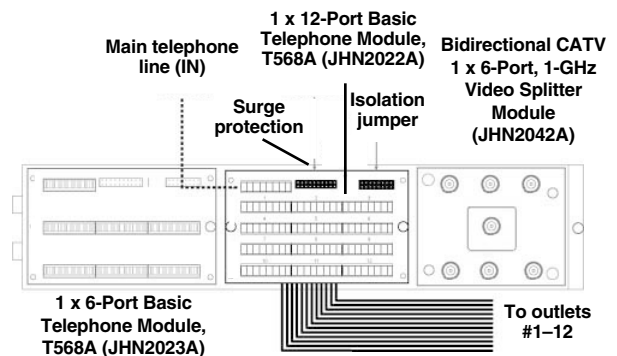 Main telephone
line (IN)
1 x 12-Port Basic
Telephone Module,
T568A (JHN2022A)
Bidirectional CATV
1 x 6-Port, 1-GHz
Video Splitter
Module
(JHN2042A)
Surge
protection
Isolation
jumper
1 x 6-Port Basic
Telephone Module,
T568A (JHN2023A)
To outlets
#1–12